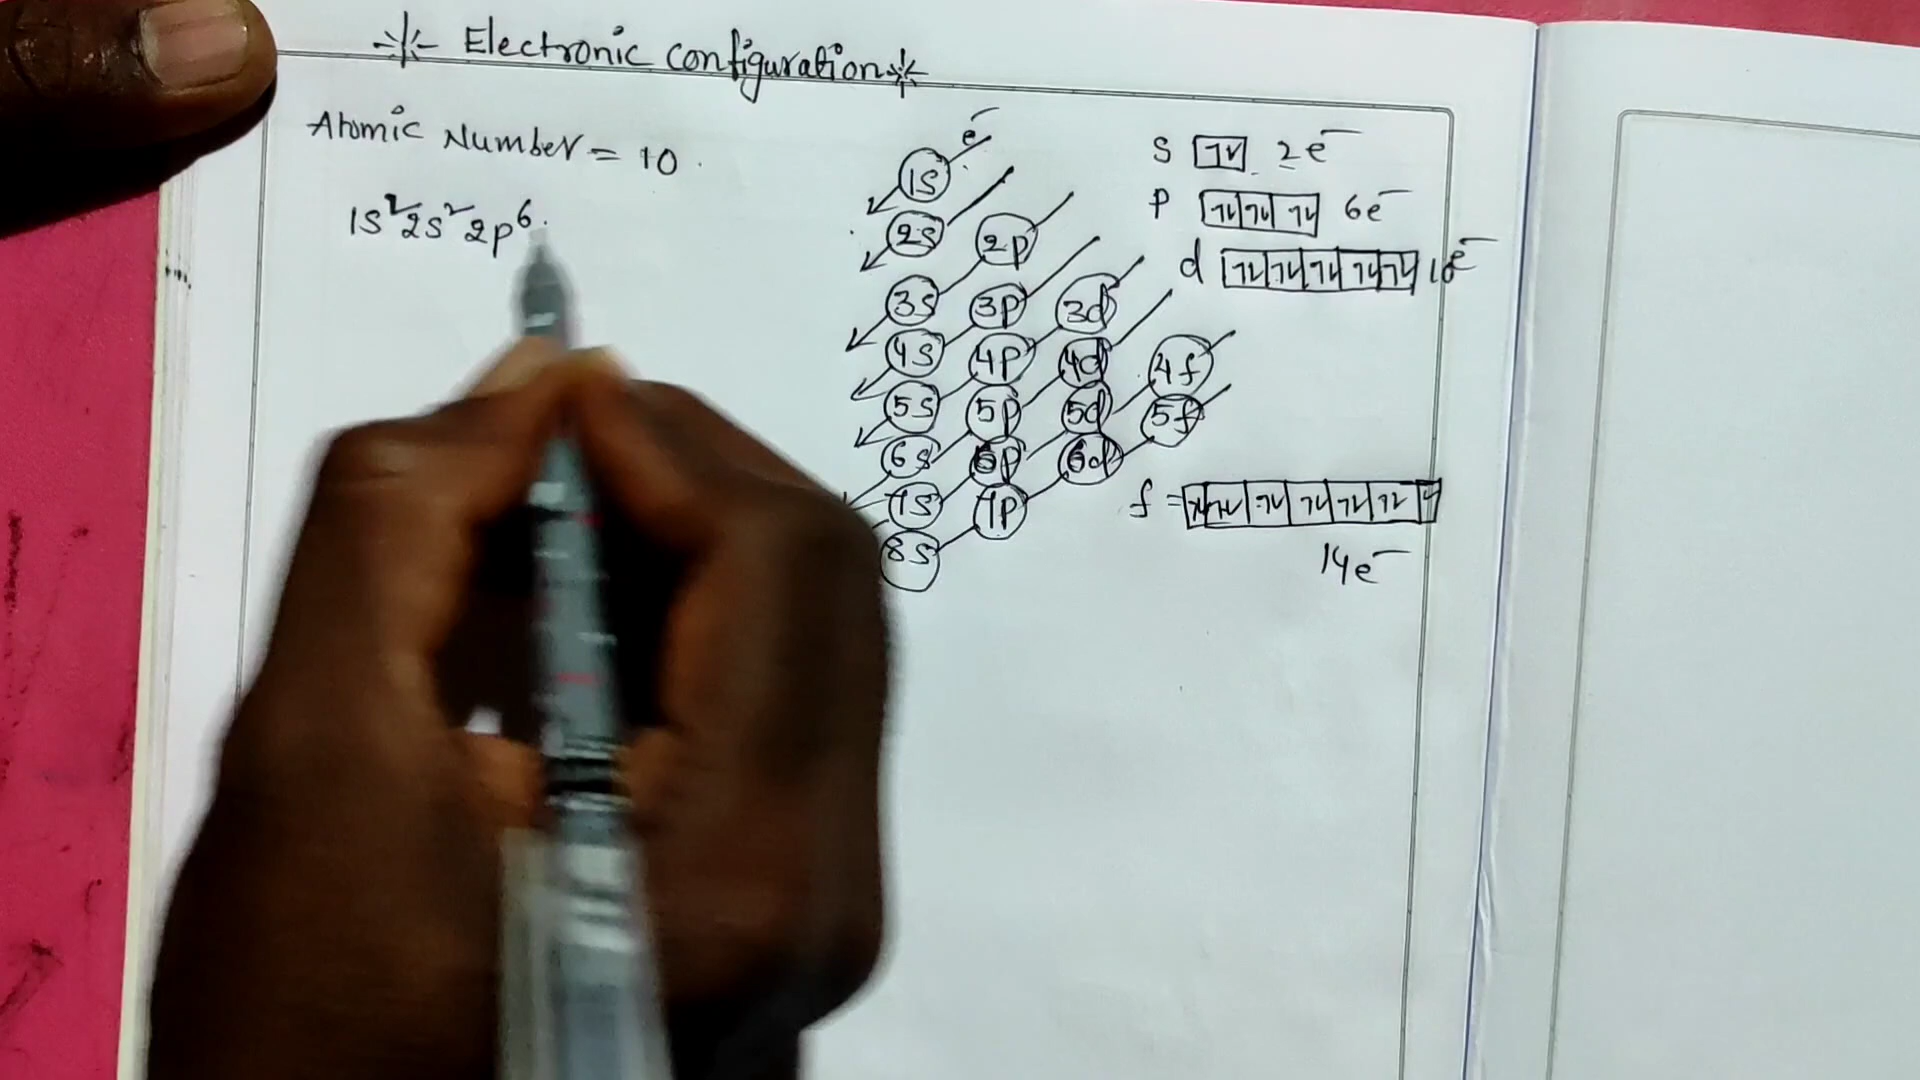 Electronic configuration
Atomic Number = 10
1s² 2s² 2p⁶
e⁻
1s
2s 2p
3s 3p 3d
4s 4p 4d 4f
5s 5p 5d 5f
6s 6p 6d
7s 7p
8s
s 2e⁻
p 6e⁻
d 10e⁻
f =
14e⁻